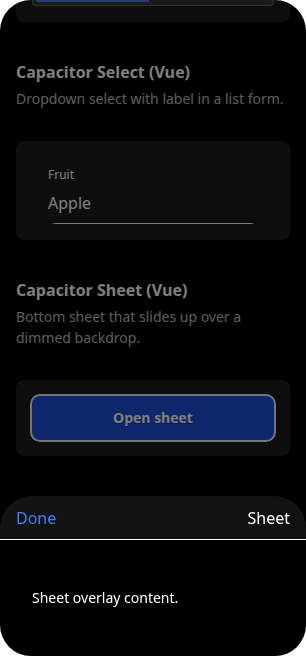 Capacitor Select (Vue)
Dropdown select with label in a list form.
Fruit
Apple
Capacitor Sheet (Vue)
Bottom sheet that slides up over a
dimmed backdrop.
Open sheet
Done
Sheet
Sheet overlay content.